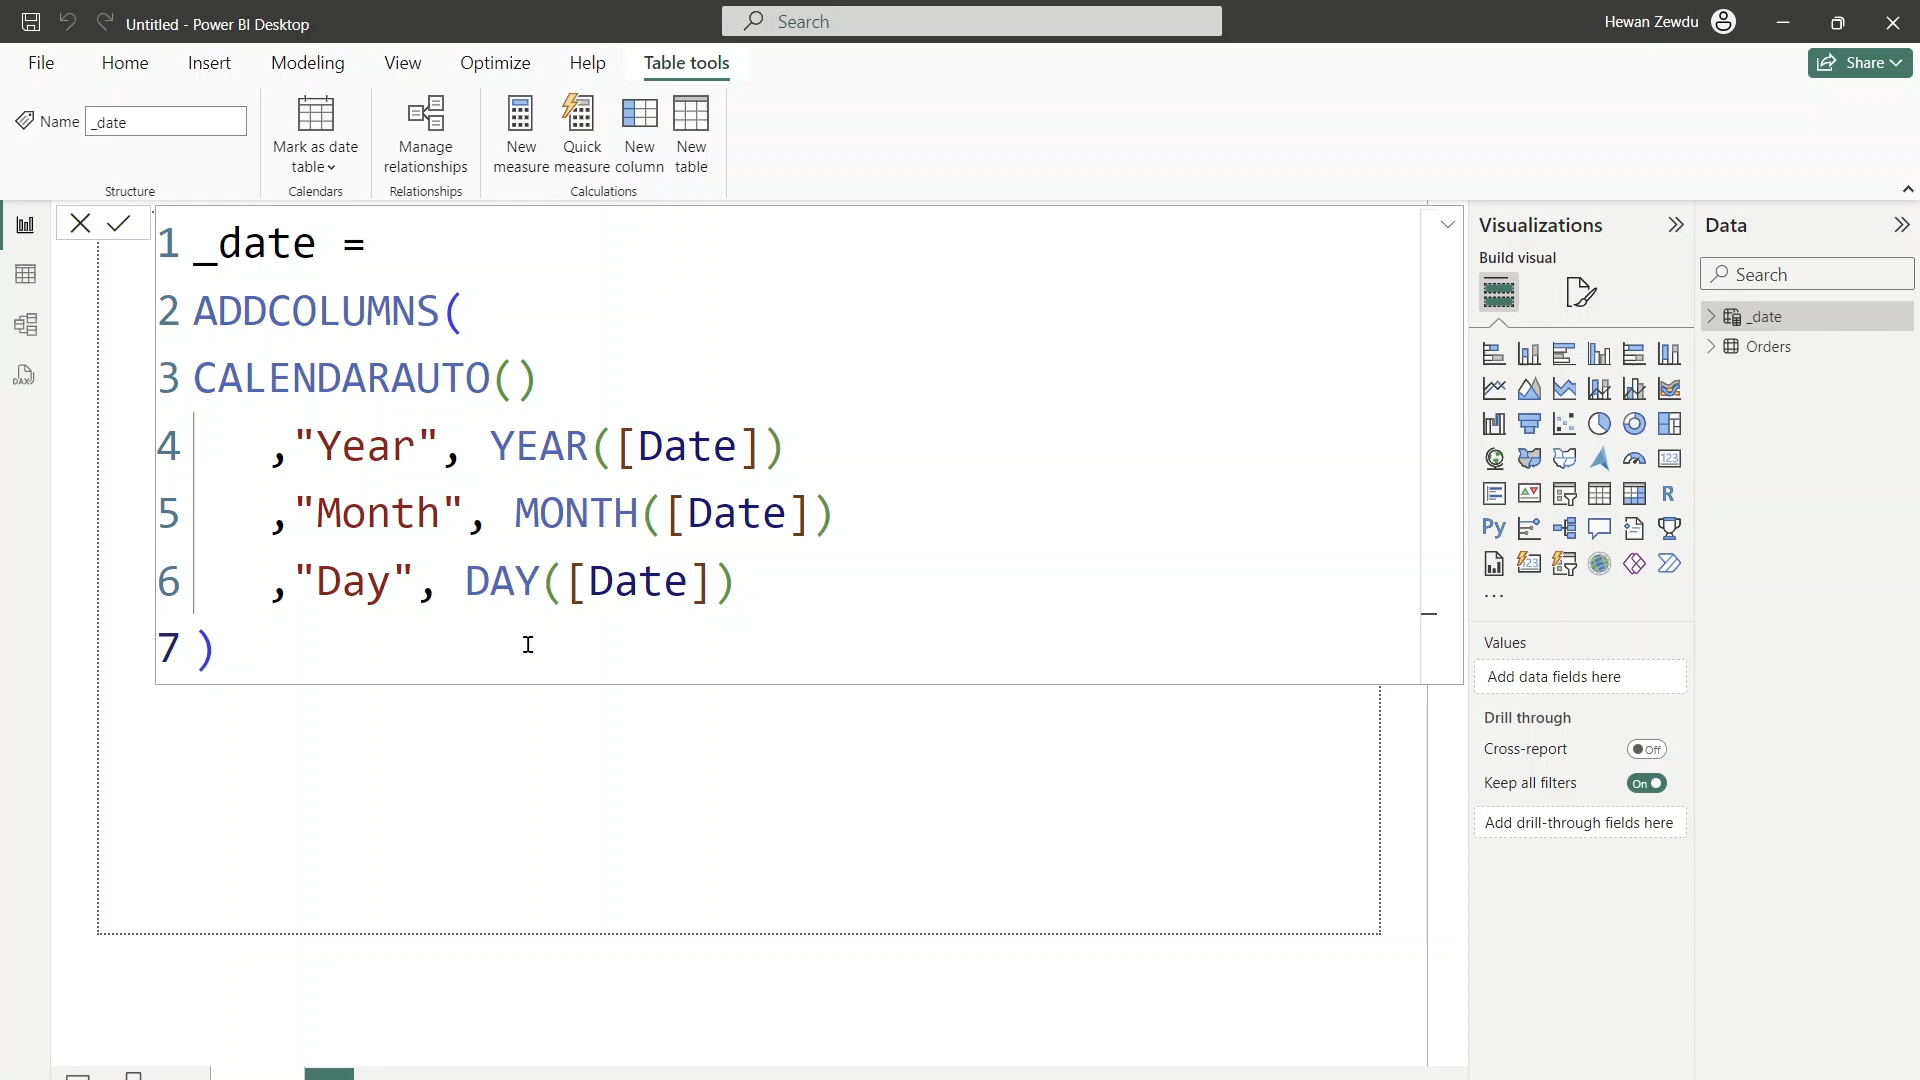 Untitled - Power BI Desktop
Search
Hewan Zewdu
File Home Insert Modeling View Optimize Help Table tools
Share
Name _date
Mark as date table
Manage relationships
New measure
Quick measure
New column
New table
Structure
Calendars
Relationships
Calculations
1 _date =
2 ADDCOLUMNS(
3 CALENDARAUTO()
4 ,"Year", YEAR([Date])
5 ,"Month", MONTH([Date])
6 ,"Day", DAY([Date])
7 )
DAX
Visualizations
Build visual
123
R
Py
123
...
Values
Add data fields here
Drill through
Cross-report Off
Keep all filters On
Add drill-through fields here
Data
Search
_date
Orders